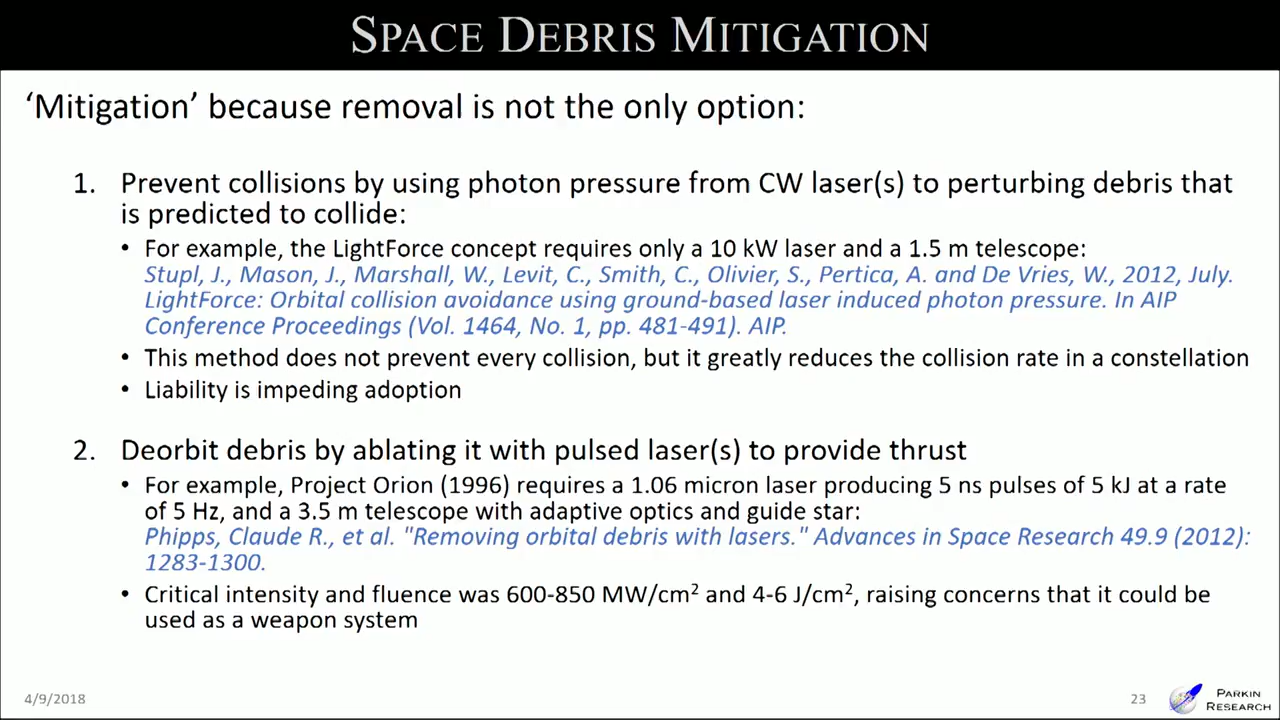 SPACE DEBRIS MITIGATION
‘Mitigation’ because removal is not the only option:
1. Prevent collisions by using photon pressure from CW laser(s) to perturbing debris that
is predicted to collide:
• For example, the LightForce concept requires only a 10 kW laser and a 1.5 m telescope:
Stupl, J., Mason, J., Marshall, W., Levit, C., Smith, C., Olivier, S., Pertica, A. and De Vries, W., 2012, July.
LightForce: Orbital collision avoidance using ground-based laser induced photon pressure. In AIP
Conference Proceedings (Vol. 1464, No. 1, pp. 481-491). AIP.
• This method does not prevent every collision, but it greatly reduces the collision rate in a constellation
• Liability is impeding adoption
2. Deorbit debris by ablating it with pulsed laser(s) to provide thrust
• For example, Project Orion (1996) requires a 1.06 micron laser producing 5 ns pulses of 5 kJ at a rate
of 5 Hz, and a 3.5 m telescope with adaptive optics and guide star:
Phipps, Claude R., et al. "Removing orbital debris with lasers." Advances in Space Research 49.9 (2012):
1283-1300.
• Critical intensity and fluence was 600-850 MW/cm² and 4-6 J/cm², raising concerns that it could be
used as a weapon system
4/9/2018
23
PARKIN
RESEARCH